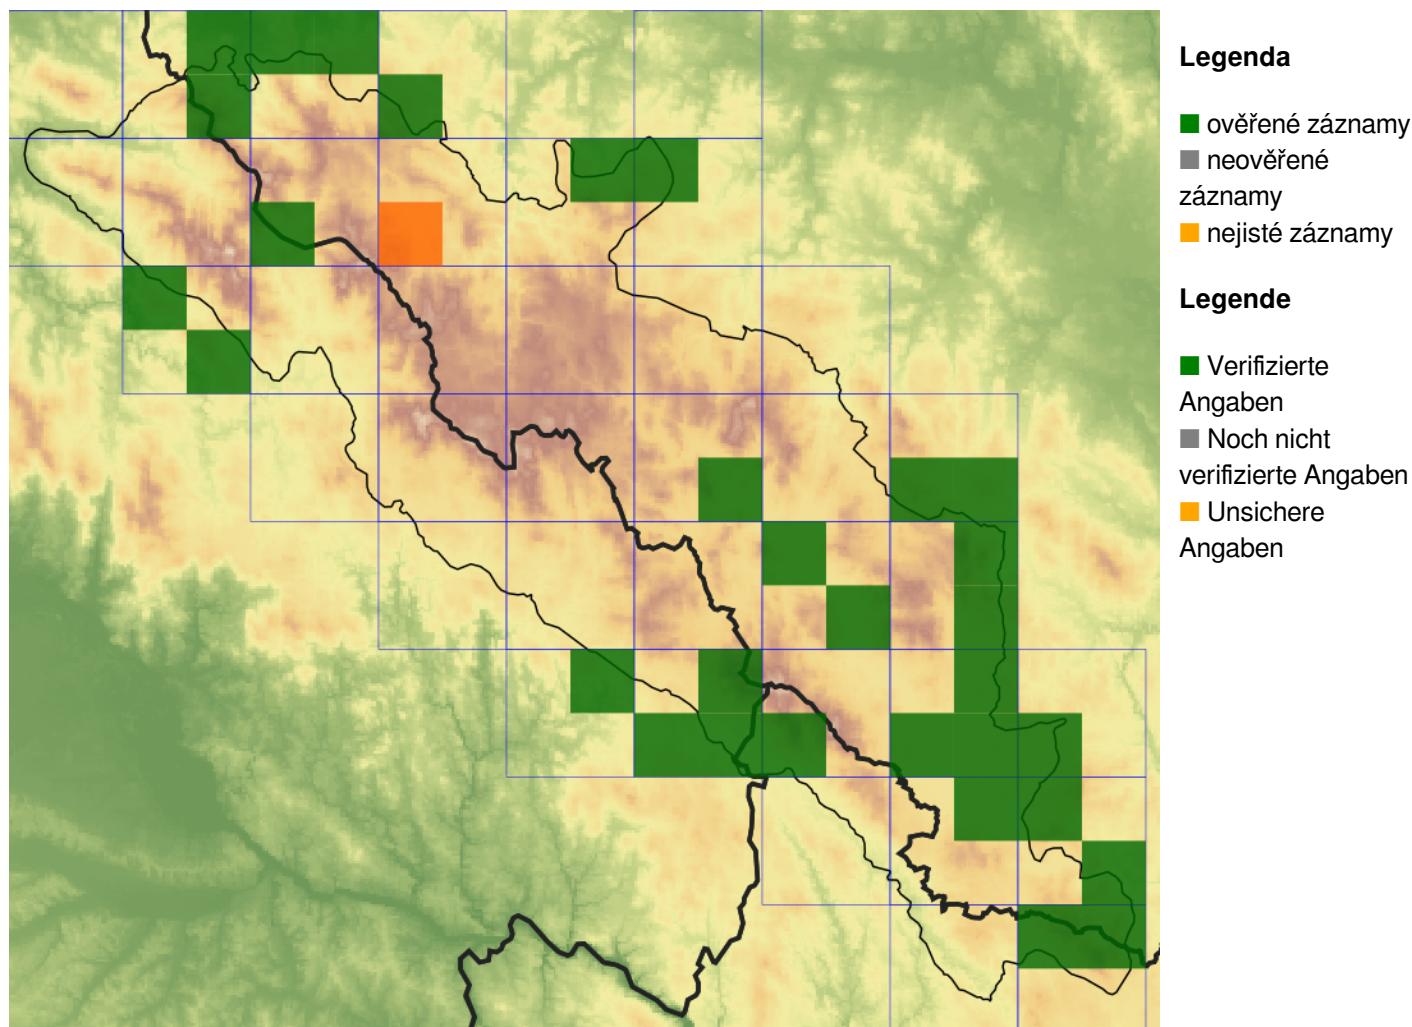 Legenda
ověřené záznamy
neověřené
záznamy
nejisté záznamy
Legende
Verifizierte
Angaben
Noch nicht
verifizierte Angaben
Unsichere
Angaben